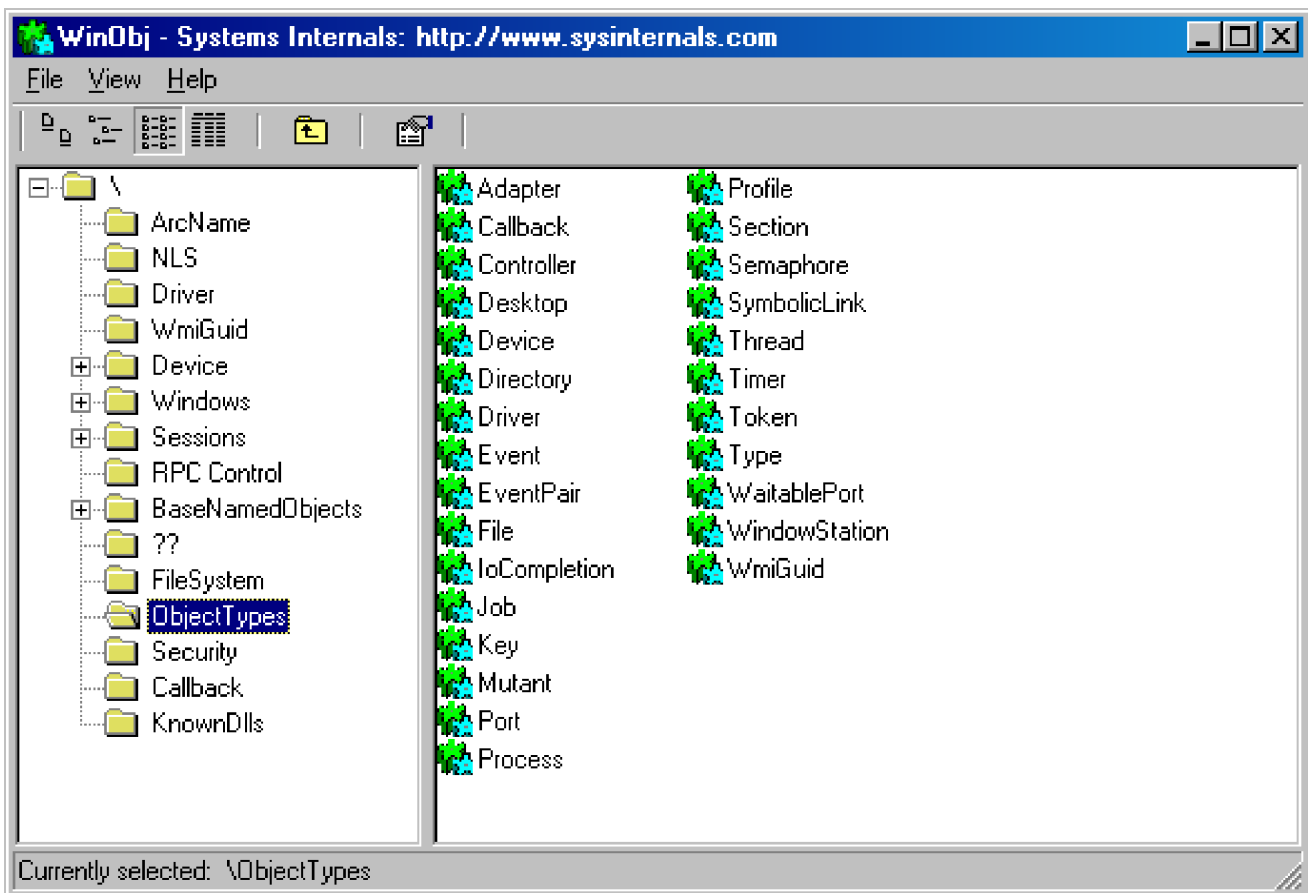 WinObj - Systems Internals: http://www.sysinternals.com
File View Help
\
ArcName
NLS
Driver
WmiGuid
Device
Windows
Sessions
RPC Control
BaseNamedObjects
??
FileSystem
ObjectTypes
Security
Callback
KnownDlls
Adapter
Callback
Controller
Desktop
Device
Directory
Driver
Event
EventPair
File
IoCompletion
Job
Key
Mutant
Port
Process
Profile
Section
Semaphore
SymbolicLink
Thread
Timer
Token
Type
WaitablePort
WindowStation
WmiGuid
Currently selected: \ObjectTypes